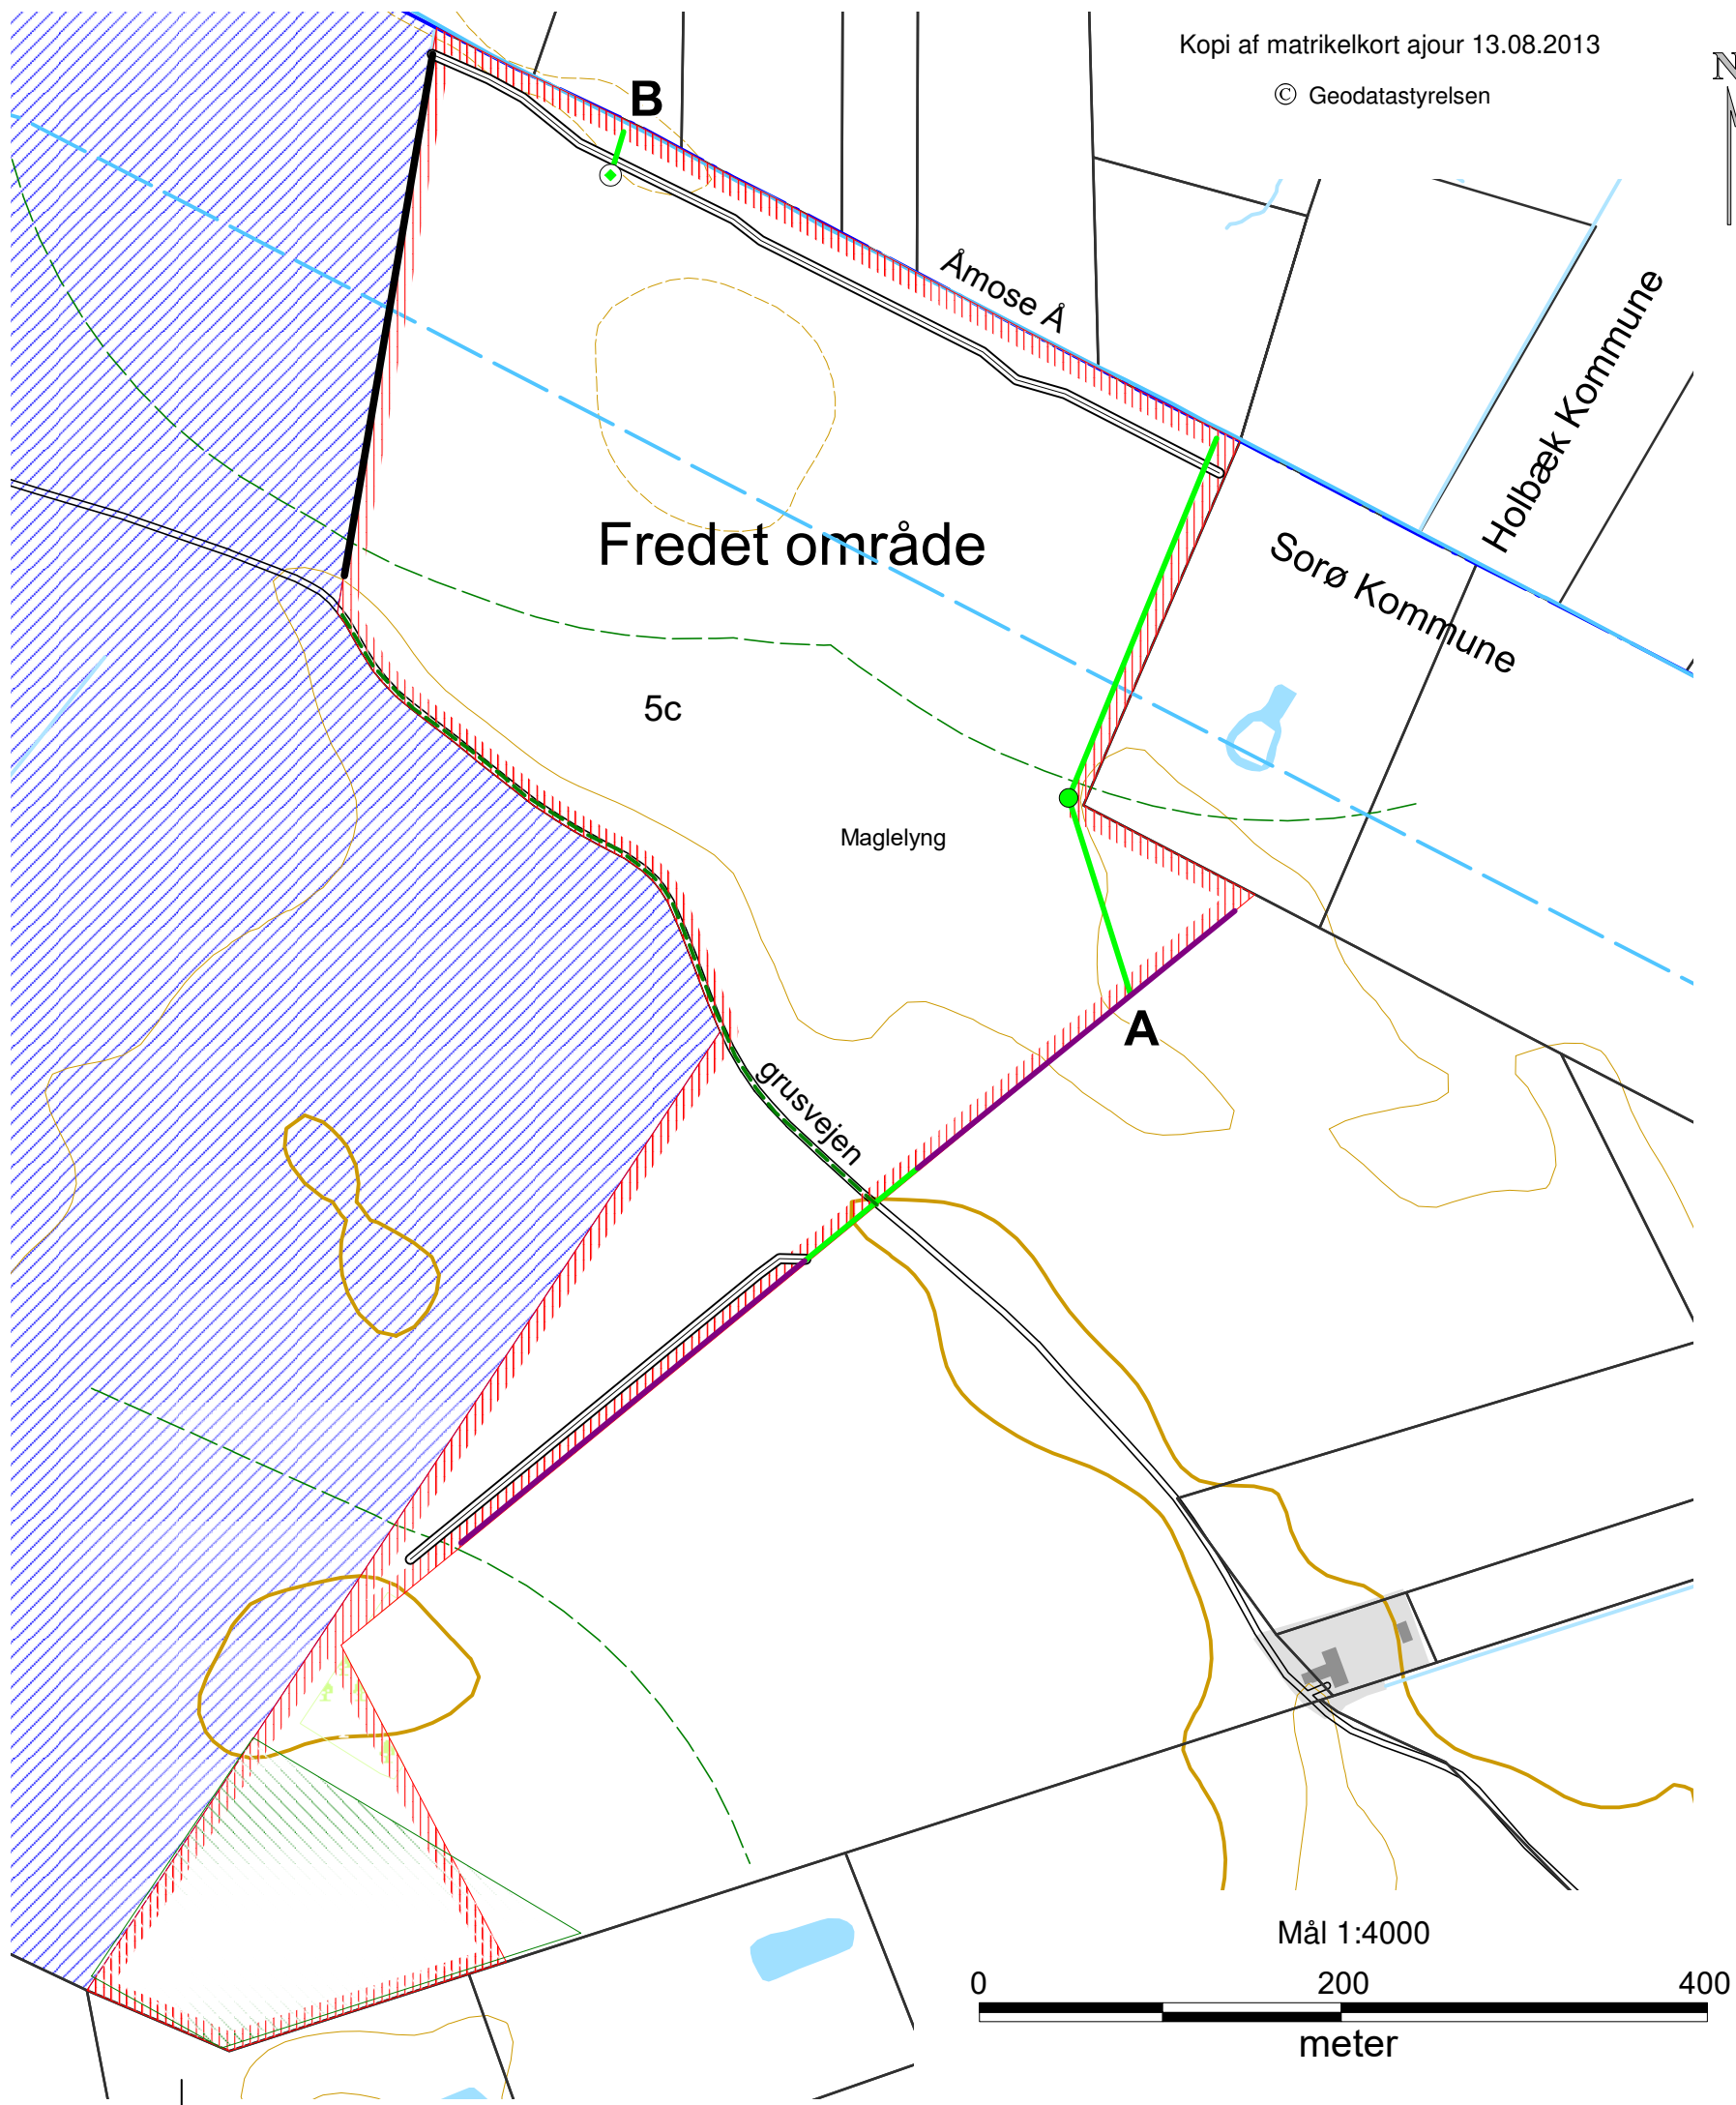 Kopi af matrikelkort ajour 13.08.2013
© Geodatastyrelsen
N
B
Åmose Å
Holbæk Kommune
Fredet område
Sorø Kommune
5c
Maglelyng
A
grusvejen
Mål 1:4000
0 200 400
meter